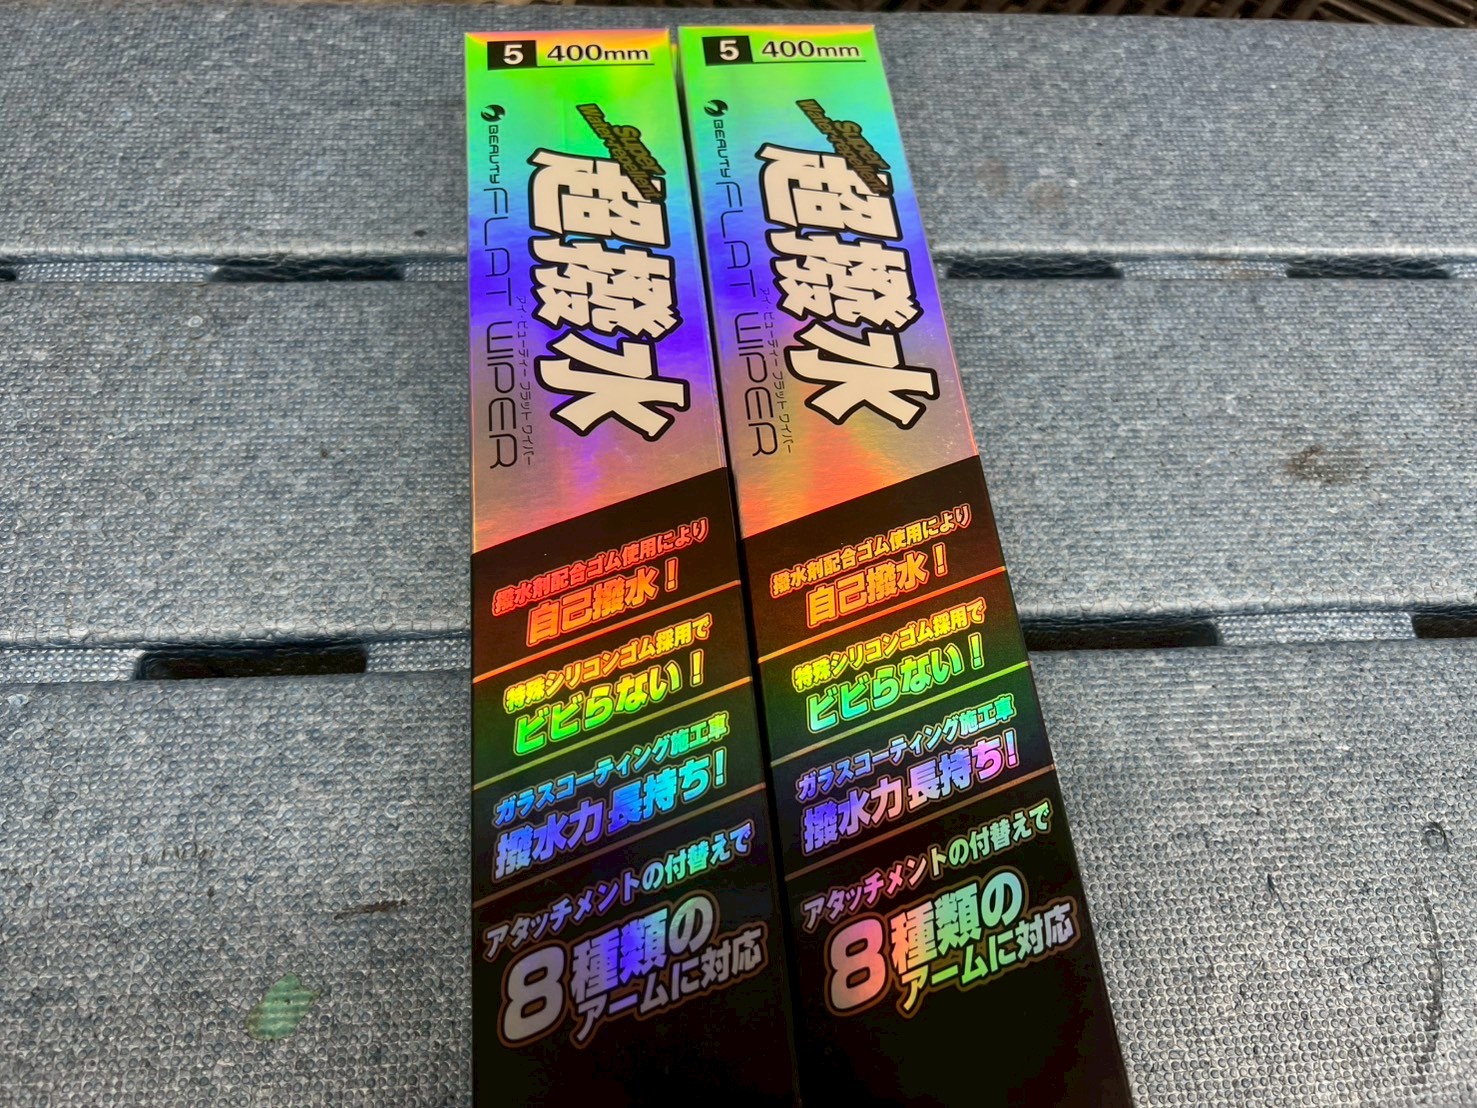 5 400mm
BEAUTY FLAT WIPER
アイ・ビューティー フラット ワイパー
Super
超撥水
撥水剤配合ゴム使用により
自己撥水！
特殊シリコンゴム採用で
ビビらない！
ガラスコーティング施工車
撥水力 長持ち！
アタッチメントの付替えで
8種類の
アームに対応
5 400mm
BEAUTY FLAT WIPER
アイ・ビューティー フラット ワイパー
Super
超撥水
撥水剤配合ゴム使用により
自己撥水！
特殊シリコンゴム採用で
ビビらない！
ガラスコーティング施工車
撥水力 長持ち！
アタッチメントの付替えで
8種類の
アームに対応